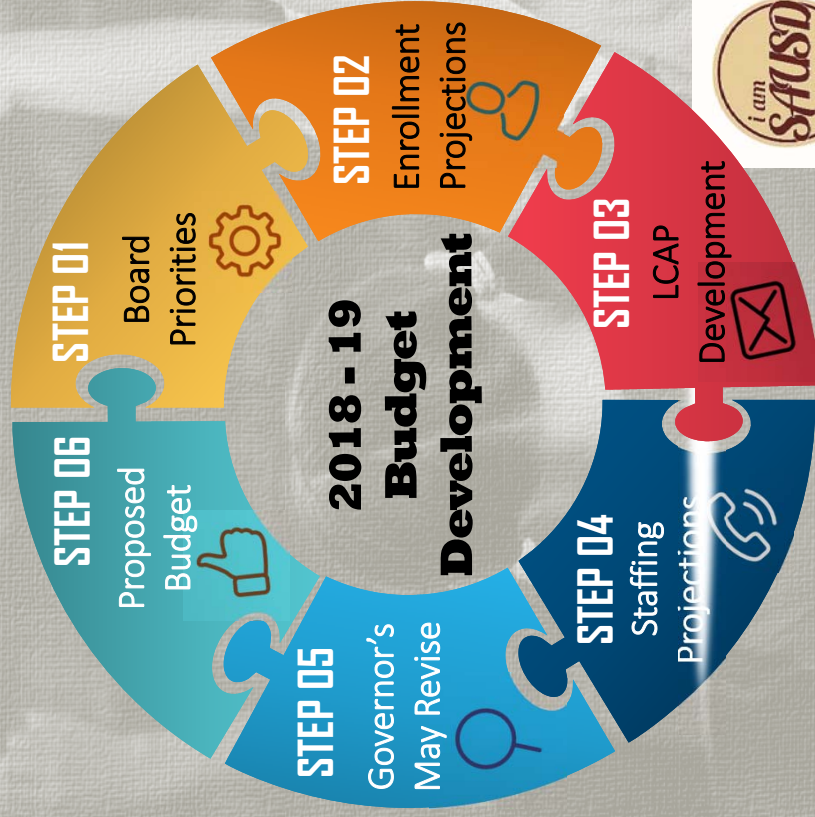 2018 - 19
Budget
Development
STEP 01
Board
Priorities
STEP 02
Enrollment
Projections
STEP 03
LCAP
Development
STEP 04
Staffing
Projections
STEP 05
Governor's
May Revise
STEP 06
Proposed
Budget
i am
SAUSD